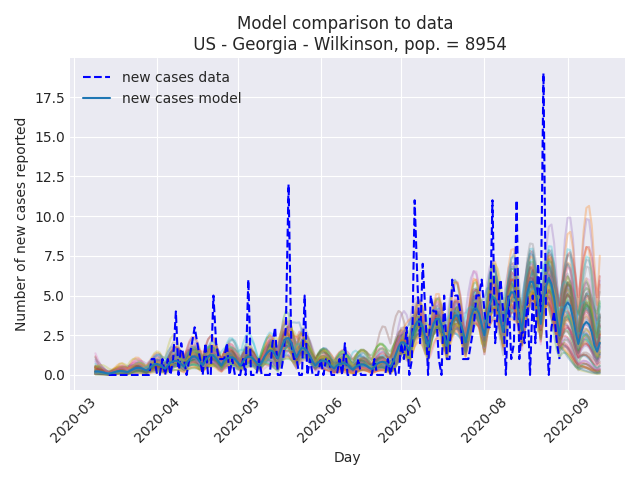 Model comparison to data
US - Georgia - Wilkinson, pop. = 8954
new cases data
new cases model
Number of new cases reported
17.5
15.0
12.5
10.0
7.5
5.0
2.5
0.0
2020-03
2020-04
2020-05
2020-06
2020-07
2020-08
2020-09
Day